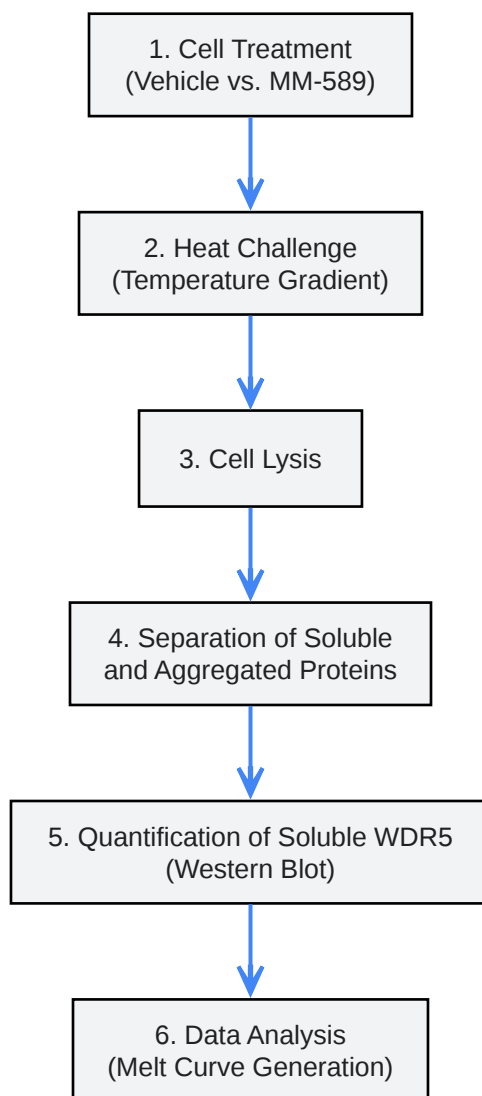 1. Cell Treatment
(Vehicle vs. MM-589)
2. Heat Challenge
(Temperature Gradient)
3. Cell Lysis
4. Separation of Soluble
and Aggregated Proteins
5. Quantification of Soluble WDR5
(Western Blot)
6. Data Analysis
(Melt Curve Generation)